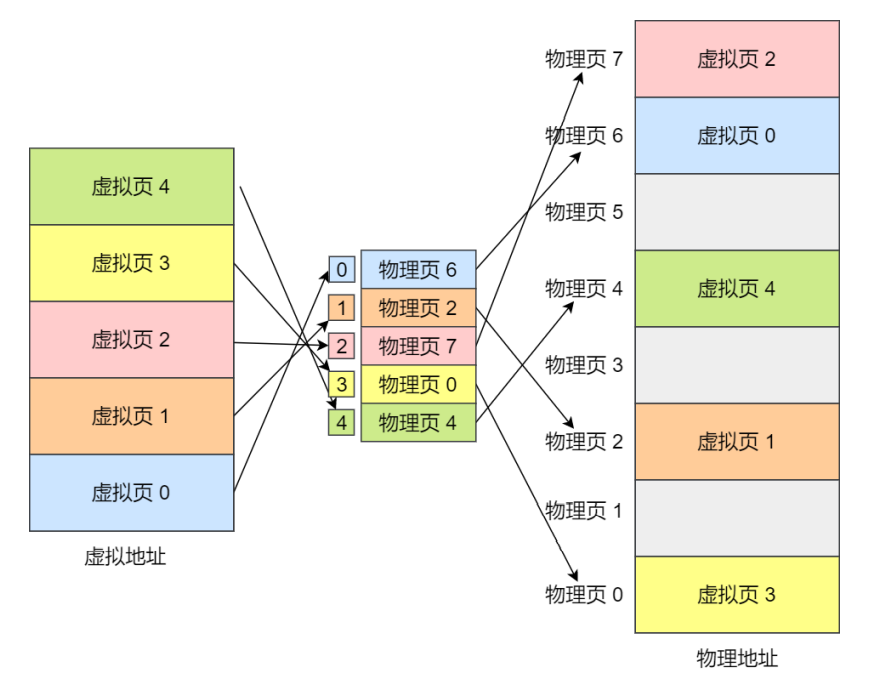 虚拟页 4
虚拟页 3
虚拟页 2
虚拟页 1
虚拟页 0
虚拟地址
0 物理页 6
1 物理页 2
2 物理页 7
3 物理页 0
4 物理页 4
物理页 7 虚拟页 2
物理页 6 虚拟页 0
物理页 5
物理页 4 虚拟页 4
物理页 3
物理页 2 虚拟页 1
物理页 1
物理页 0 虚拟页 3
物理地址